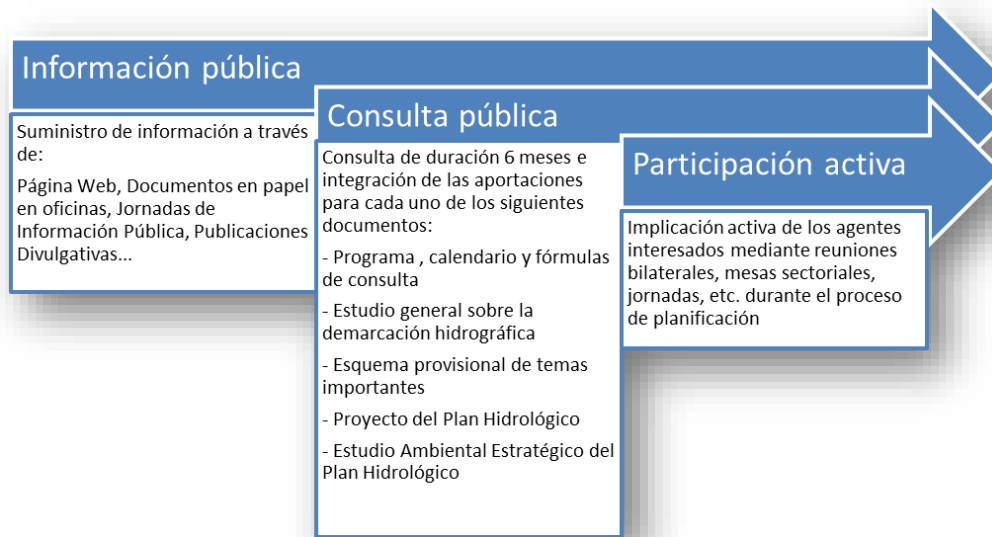 Información pública
Suministro de información a través
de:
Página Web, Documentos en papel
en oficinas, Jornadas de
Información Pública, Publicaciones
Divulgativas...
Consulta pública
Consulta de duración 6 meses e
integración de las aportaciones
para cada uno de los siguientes
documentos:
- Programa , calendario y fórmulas
de consulta
- Estudio general sobre la
demarcación hidrográfica
- Esquema provisional de temas
importantes
- Proyecto del Plan Hidrológico
- Estudio Ambiental Estratégico del
Plan Hidrológico
Participación activa
Implicación activa de los agentes
interesados mediante reuniones
bilaterales, mesas sectoriales,
jornadas, etc. durante el proceso
de planificación